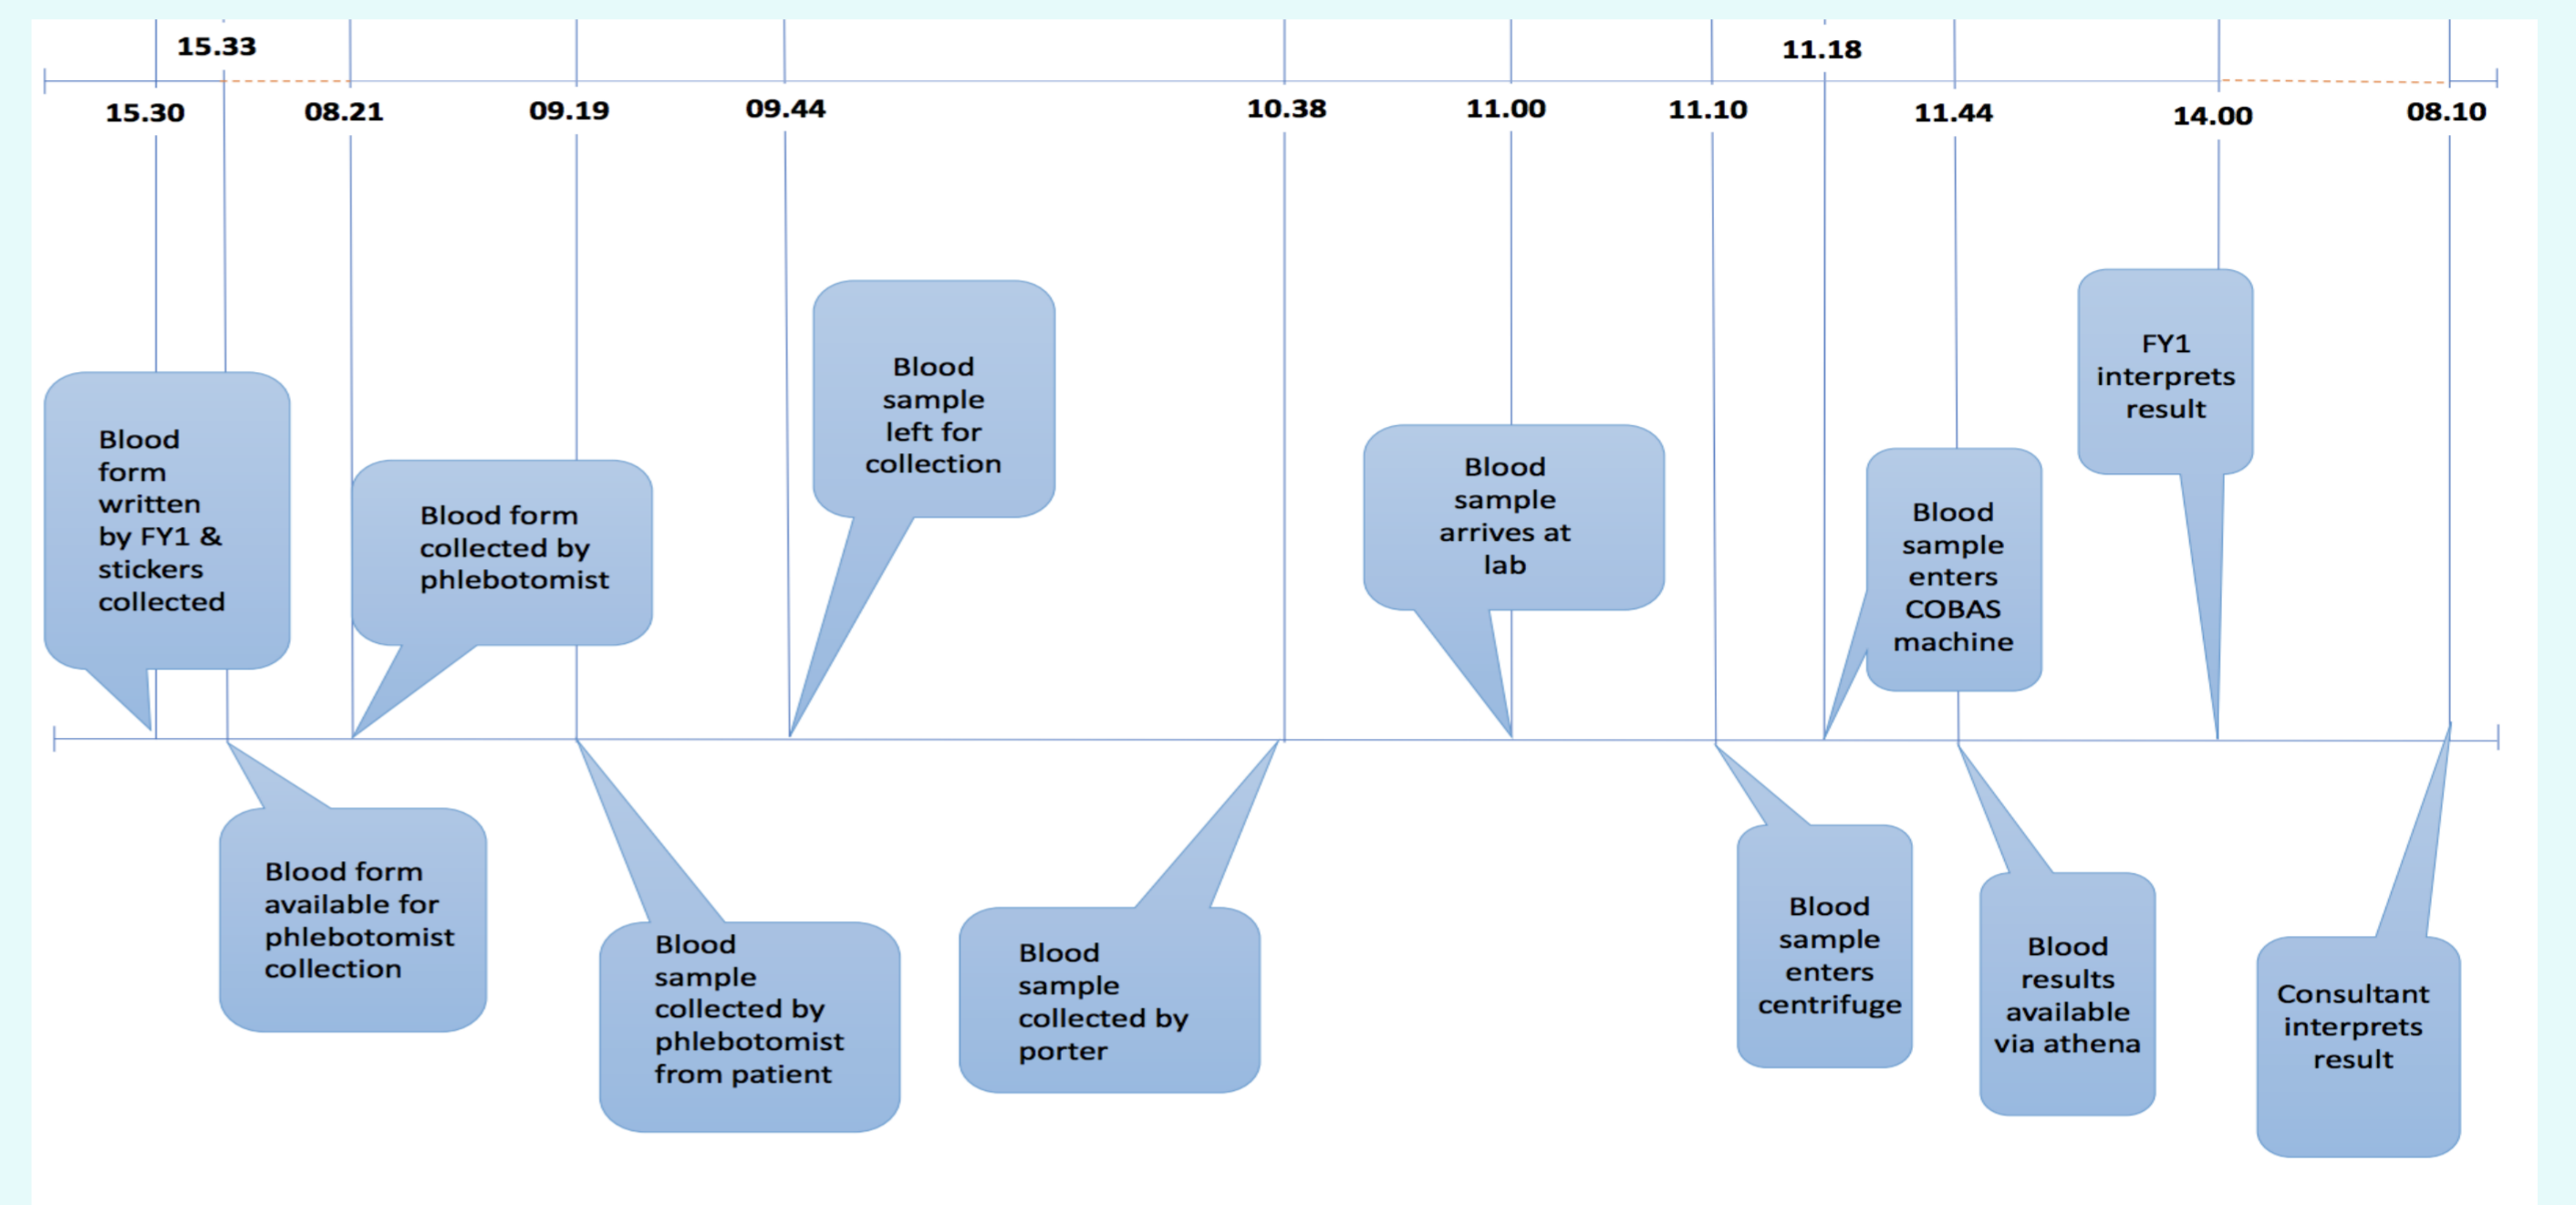 15.33
11.18
15.30
08.21
09.19
09.44
10.38
11.00
11.10
11.44
14.00
08.10
Blood
form
written
by FY1 &
stickers
collected
Blood form
collected by
phlebotomist
Blood
sample
left for
collection
Blood
sample
arrives at
lab
Blood
sample
enters
COBAS
machine
FY1
interprets
result
Blood form
available for
phlebotomist
collection
Blood
sample
collected by
phlebotomist
from patient
Blood
sample
collected by
porter
Blood
sample
enters
centrifuge
Blood
results
available
via athena
Consultant
interprets
result